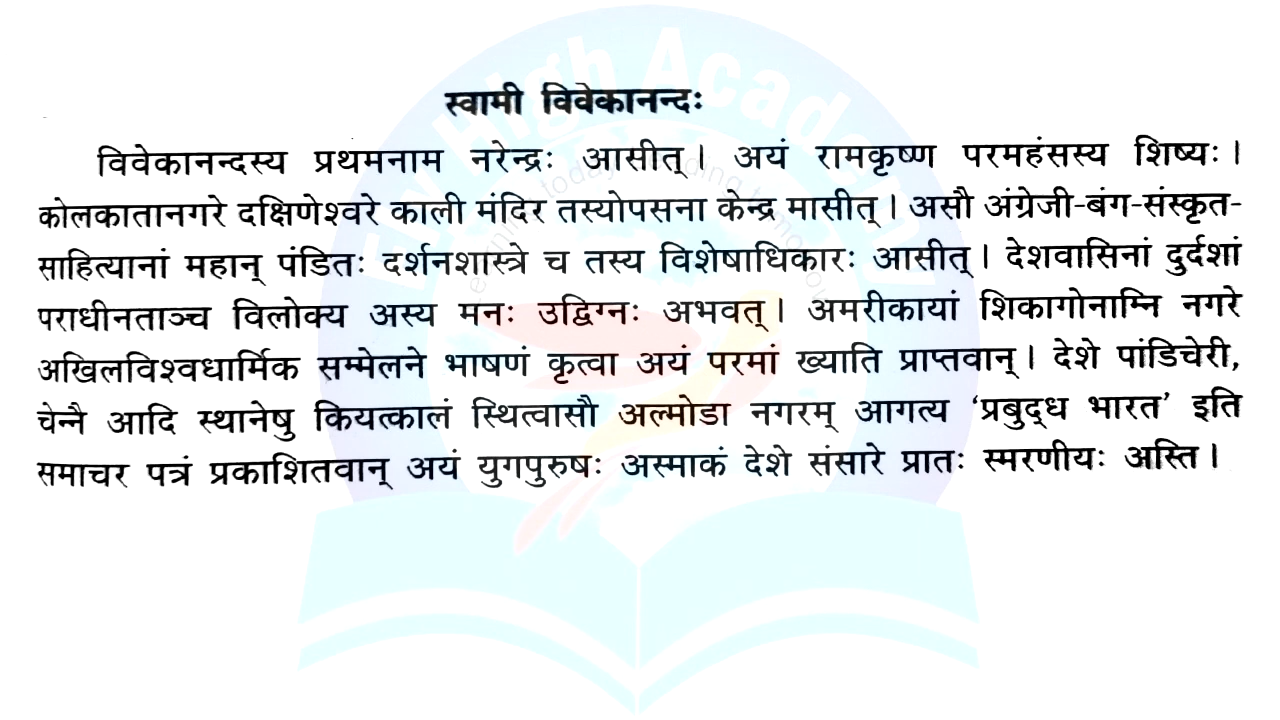 स्वामी विवेकानन्दः
विवेकानन्दस्य प्रथमनाम नरेन्द्रः आसीत्। अयं रामकृष्ण परमहंसस्य शिष्यः।
कोलकातानगरे दक्षिणेश्वरे काली मंदिर तस्योपसना केन्द्र मासीत्। असौ अंग्रेजी-बंग-संस्कृत-
साहित्यानां महान् पंडितः दर्शनशास्त्रे च तस्य विशेषाधिकारः आसीत्। देशवासिनां दुर्दशां
पराधीनताञ्च विलोक्य अस्य मनः उद्विग्नः अभवत्। अमरीकायां शिकागोनाम्नि नगरे
अखिलविश्वधार्मिक सम्मेलने भाषणं कृत्वा अयं परमां ख्याति प्राप्तवान्। देशे पांडिचेरी,
चेन्नै आदि स्थानेषु कियत्कालं स्थित्वासौ अल्मोडा नगरम् आगत्य ‘प्रबुद्ध भारत’ इति
समाचर पत्रं प्रकाशितवान् अयं युगपुरुषः अस्माकं देशे संसारे प्रातः स्मरणीयः अस्ति।
High Academy